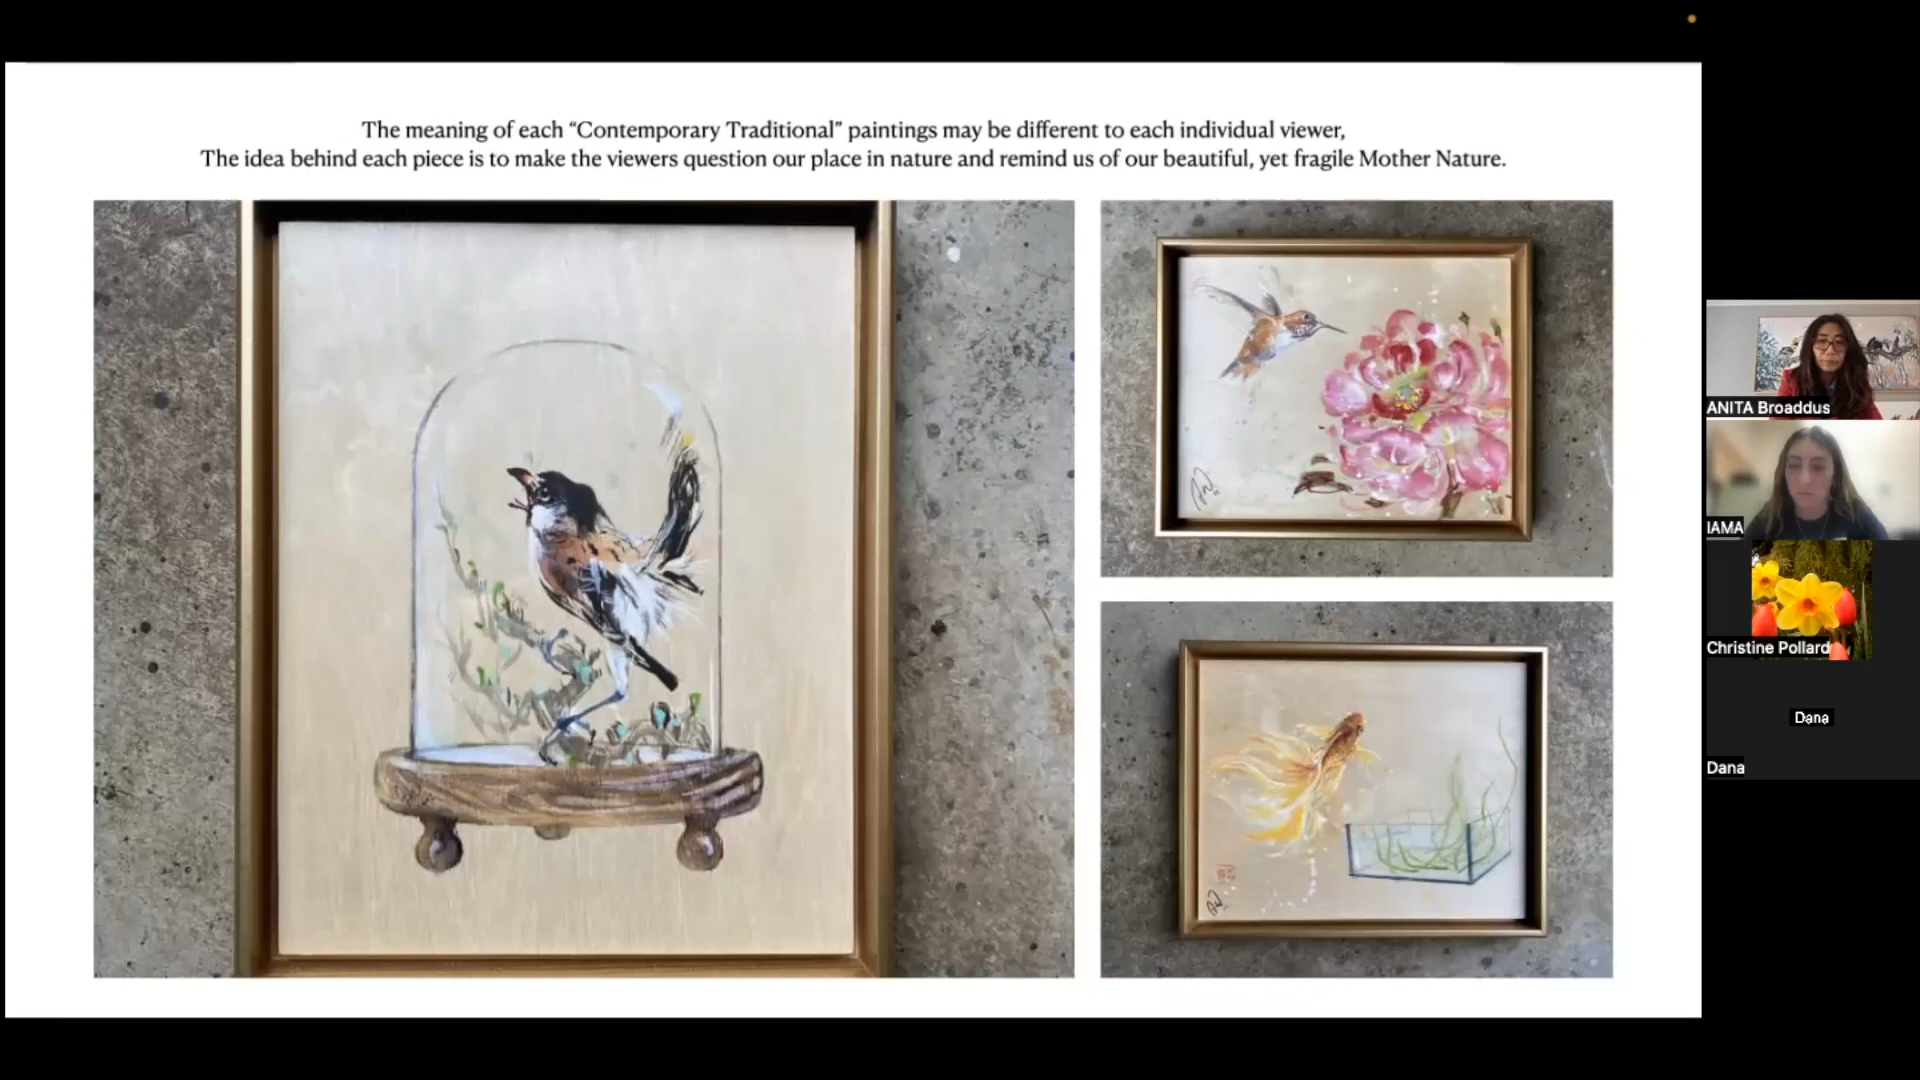 The meaning of each “Contemporary Traditional” paintings may be different to each individual viewer,
The idea behind each piece is to make the viewers question our place in nature and remind us of our beautiful, yet fragile Mother Nature.
ANITA Broaddus
IAMA
Christine Pollard
Dana
Dana